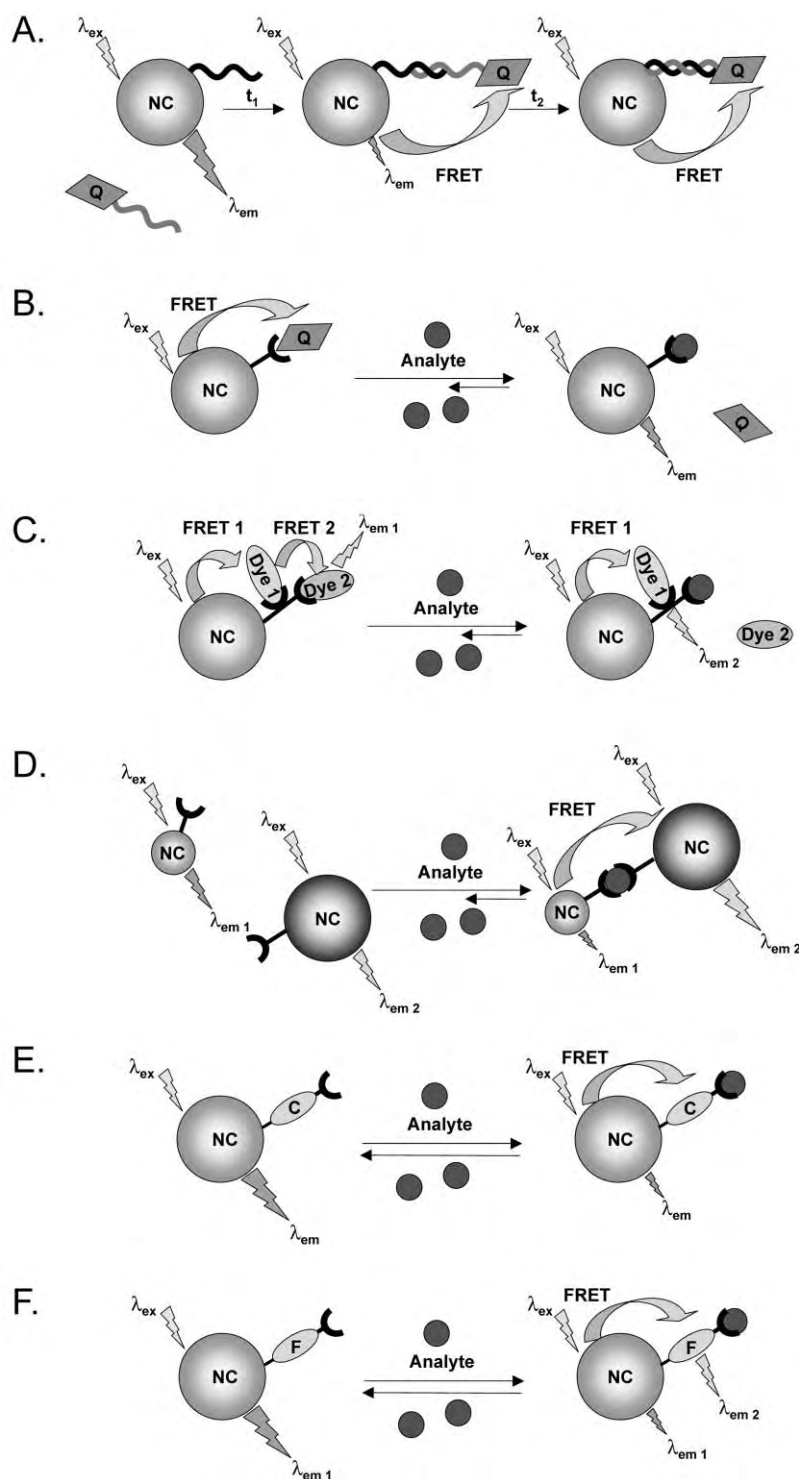 A.
λex
NC
Q
λem
t1
λex
NC
Q
λem
FRET
t2
λex
NC
Q
FRET
B.
λex
FRET
NC
Q
Analyte
λex
NC
λem
Q
C.
λex
FRET 1
FRET 2
λem 1
Dye 1
Dye 2
NC
Analyte
λex
FRET 1
Dye 1
NC
λem 2
Dye 2
D.
λex
NC
λem 1
λex
NC
λem 2
Analyte
λex
FRET
λex
NC
NC
λem 1
λem 2
E.
λex
C
NC
λem
Analyte
λex
FRET
C
NC
λem
F.
λex
F
NC
λem 1
Analyte
λex
FRET
F
NC
λem 2
λem 1